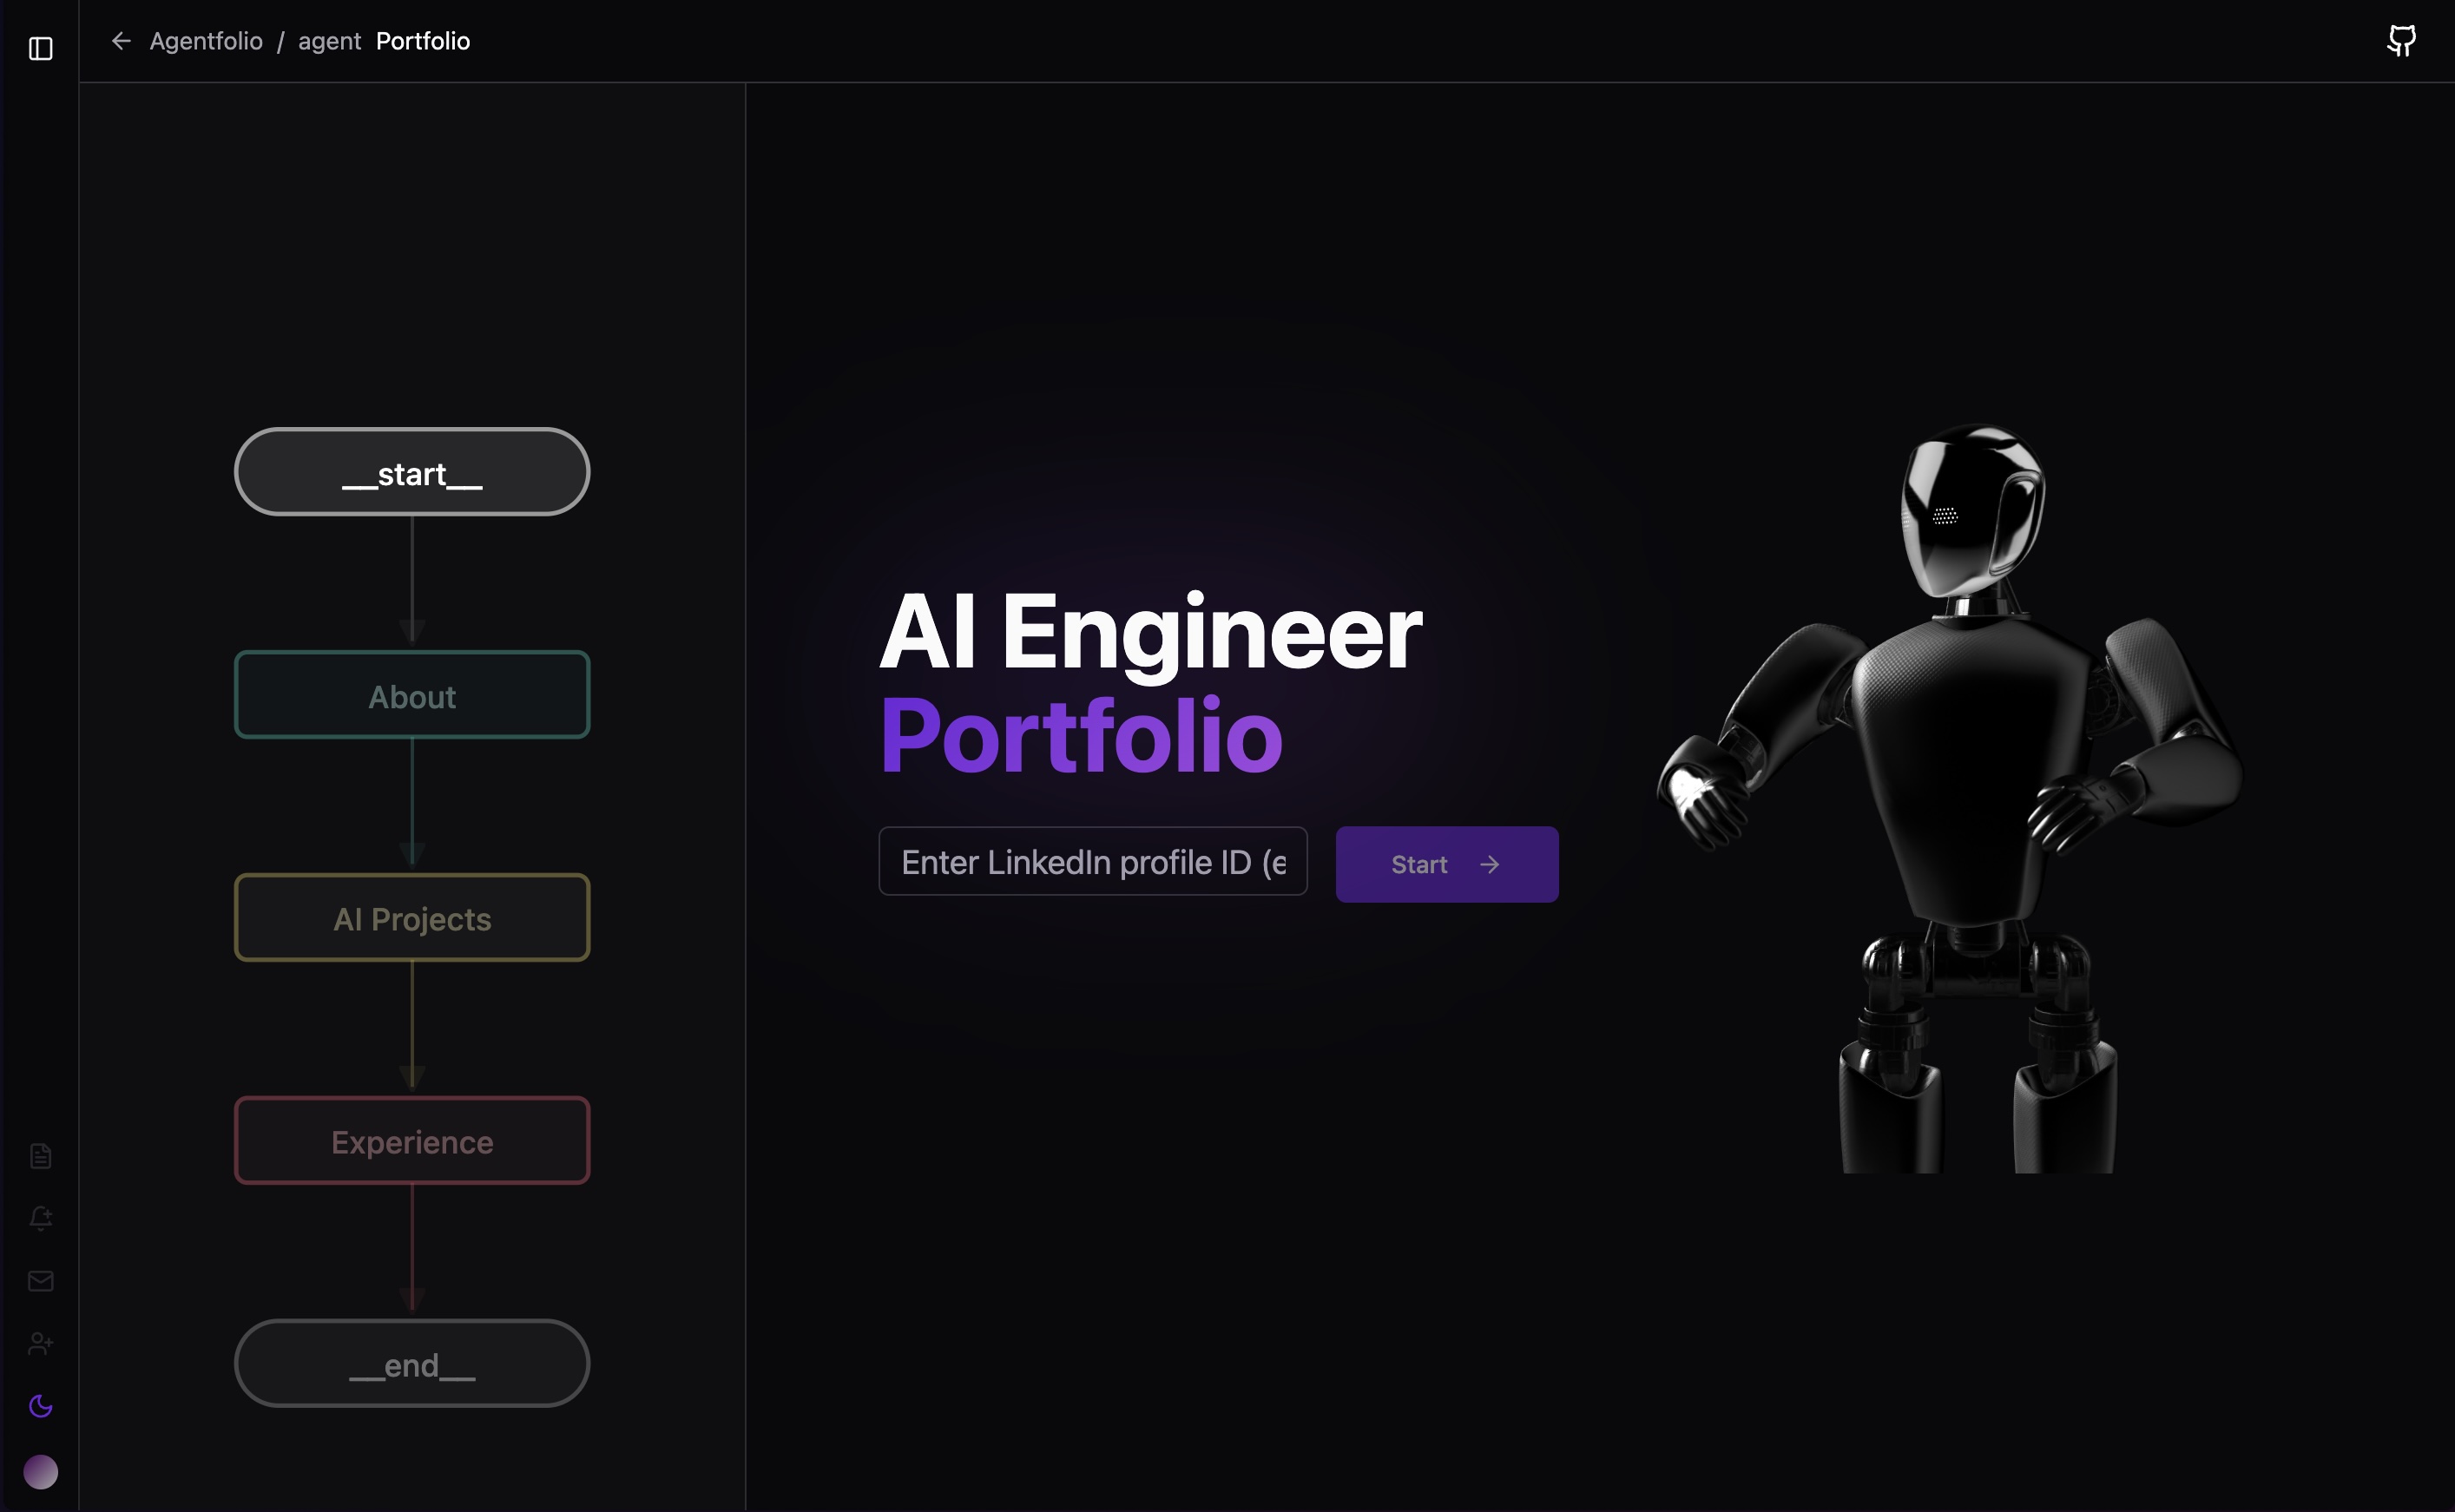 Agentfolio / agent Portfolio
__start__
About
AI Projects
Experience
__end__
AI Engineer
Portfolio
Enter LinkedIn profile ID (e
Start